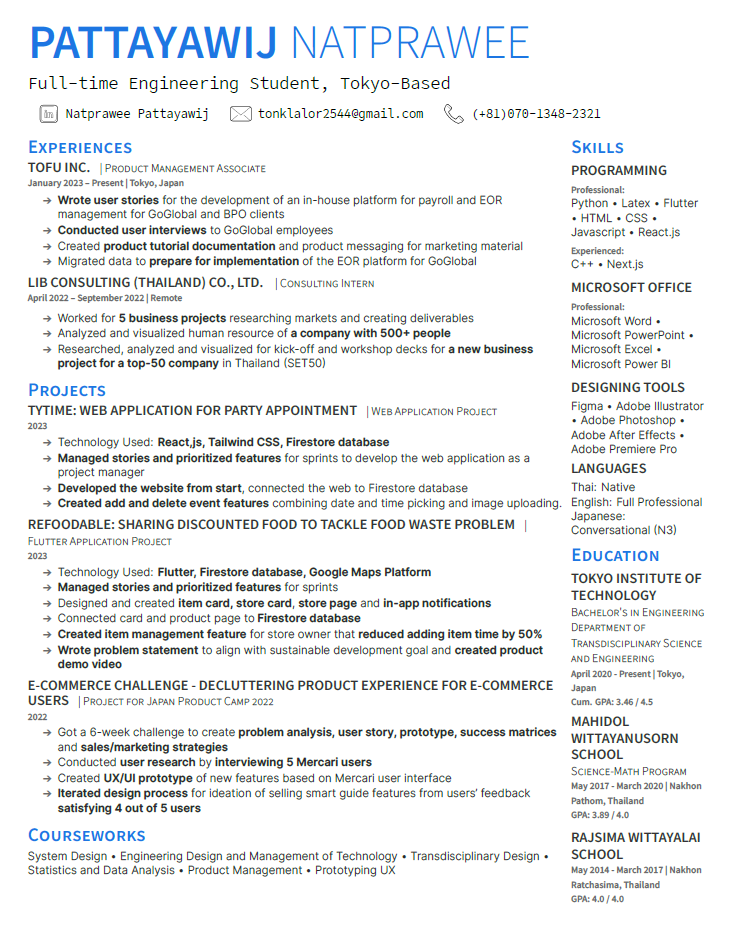 PATTAYAWIJ NATPRAWEE
Full-time Engineering Student, Tokyo-Based
Natprawee Pattayawij tonklalor2544@gmail.com (+81)070-1348-2321
EXPERIENCES
TOFU INC. | PRODUCT MANAGEMENT ASSOCIATE
January 2023 – Present | Tokyo, Japan
→ Wrote user stories for the development of an in-house platform for payroll and EOR
management for GoGlobal and BPO clients
→ Conducted user interviews to GoGlobal employees
→ Created product tutorial documentation and product messaging for marketing material
→ Migrated data to prepare for implementation of the EOR platform for GoGlobal
LIB CONSULTING (THAILAND) CO., LTD. | CONSULTING INTERN
April 2022 – September 2022 | Remote
→ Worked for 5 business projects researching markets and creating deliverables
→ Analyzed and visualized human resource of a company with 500+ people
→ Researched, analyzed and visualized for kick-off and workshop decks for a new business
project for a top-50 company in Thailand (SET50)
PROJECTS
TYTIME: WEB APPLICATION FOR PARTY APPOINTMENT | WEB APPLICATION PROJECT
2023
→ Technology Used: React,js, Tailwind CSS, Firestore database
→ Managed stories and prioritized features for sprints to develop the web application as a
project manager
→ Developed the website from start, connected the web to Firestore database
→ Created add and delete event features combining date and time picking and image uploading.
REFOODABLE: SHARING DISCOUNTED FOOD TO TACKLE FOOD WASTE PROBLEM |
FLUTTER APPLICATION PROJECT
2023
→ Technology Used: Flutter, Firestore database, Google Maps Platform
→ Managed stories and prioritized features for sprints
→ Designed and created item card, store card, store page and in-app notifications
→ Connected card and product page to Firestore database
→ Created item management feature for store owner that reduced adding item time by 50%
→ Wrote problem statement to align with sustainable development goal and created product
demo video
E-COMMERCE CHALLENGE - DECLUTTERING PRODUCT EXPERIENCE FOR E-COMMERCE
USERS | PROJECT FOR JAPAN PRODUCT CAMP 2022
2022
→ Got a 6-week challenge to create problem analysis, user story, prototype, success matrices
and sales/marketing strategies
→ Conducted user research by interviewing 5 Mercari users
→ Created UX/UI prototype of new features based on Mercari user interface
→ Iterated design process for ideation of selling smart guide features from users' feedback
satisfying 4 out of 5 users
COURSEWORKS
System Design • Engineering Design and Management of Technology • Transdisciplinary Design •
Statistics and Data Analysis • Product Management • Prototyping UX
SKILLS
PROGRAMMING
Professional:
Python • Latex • Flutter
• HTML • CSS •
Javascript • React.js
Experienced:
C++ • Next.js
MICROSOFT OFFICE
Professional:
Microsoft Word •
Microsoft PowerPoint •
Microsoft Excel •
Microsoft Power BI
DESIGNING TOOLS
Figma • Adobe Illustrator
• Adobe Photoshop •
Adobe After Effects •
Adobe Premiere Pro
LANGUAGES
Thai: Native
English: Full Professional
Japanese:
Conversational (N3)
EDUCATION
TOKYO INSTITUTE OF
TECHNOLOGY
BACHELOR'S IN ENGINEERING
DEPARTMENT OF
TRANSDISCIPLINARY SCIENCE
AND ENGINEERING
April 2020 - Present | Tokyo,
Japan
Cum. GPA: 3.46 / 4.5
MAHIDOL
WITTAYANUSORN
SCHOOL
SCIENCE-MATH PROGRAM
May 2017 - March 2020 | Nakhon
Pathom, Thailand
GPA: 3.89 / 4.0
RAJSIMA WITTAYALAI
SCHOOL
May 2014 - March 2017 | Nakhon
Ratchasima, Thailand
GPA: 4.0 / 4.0